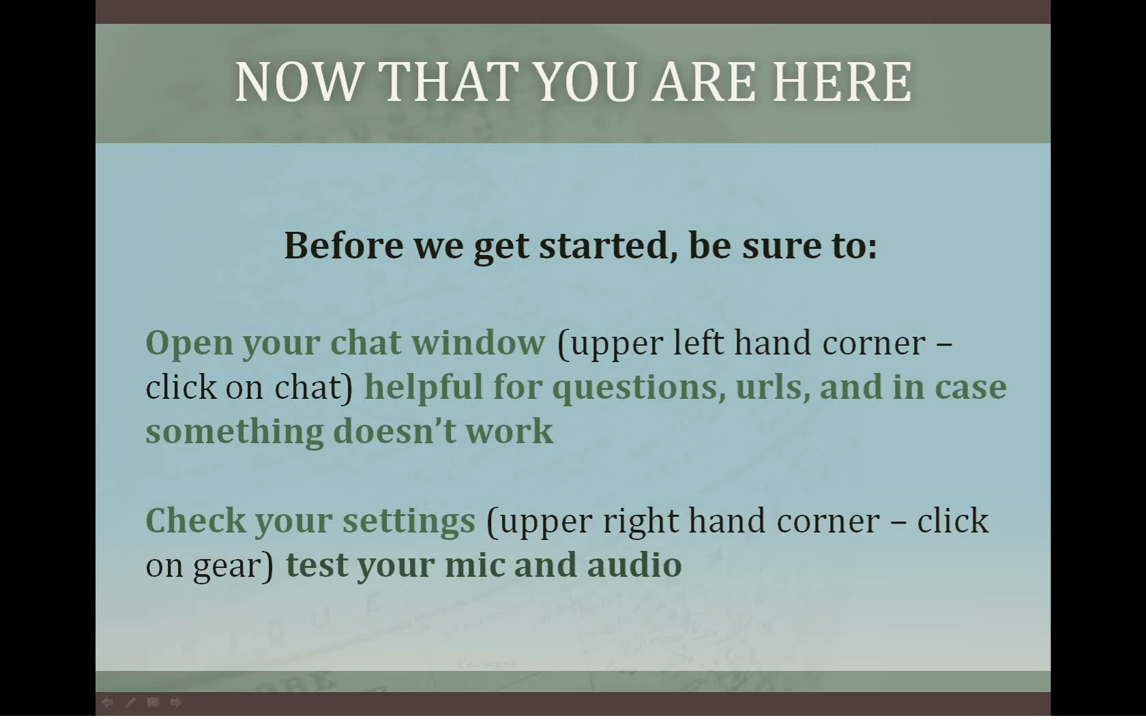 NOW THAT YOU ARE HERE
Before we get started, be sure to:
Open your chat window (upper left hand corner –
click on chat) helpful for questions, urls, and in case
something doesn’t work
Check your settings (upper right hand corner – click
on gear) test your mic and audio